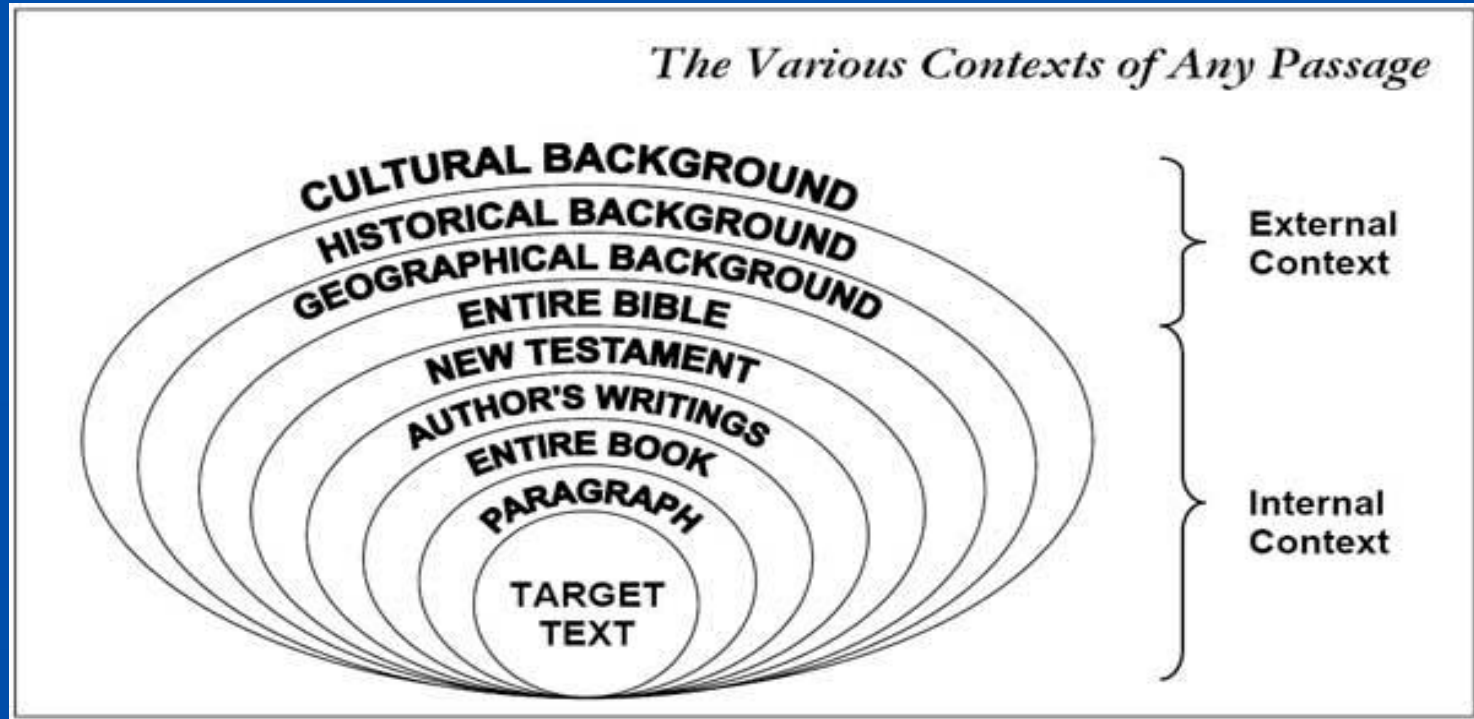 The Various Contexts of Any Passage
CULTURAL BACKGROUND
HISTORICAL BACKGROUND
GEOGRAPHICAL BACKGROUND
ENTIRE BIBLE
NEW TESTAMENT
AUTHOR'S WRITINGS
ENTIRE BOOK
PARAGRAPH
TARGET
TEXT
External
Context
Internal
Context